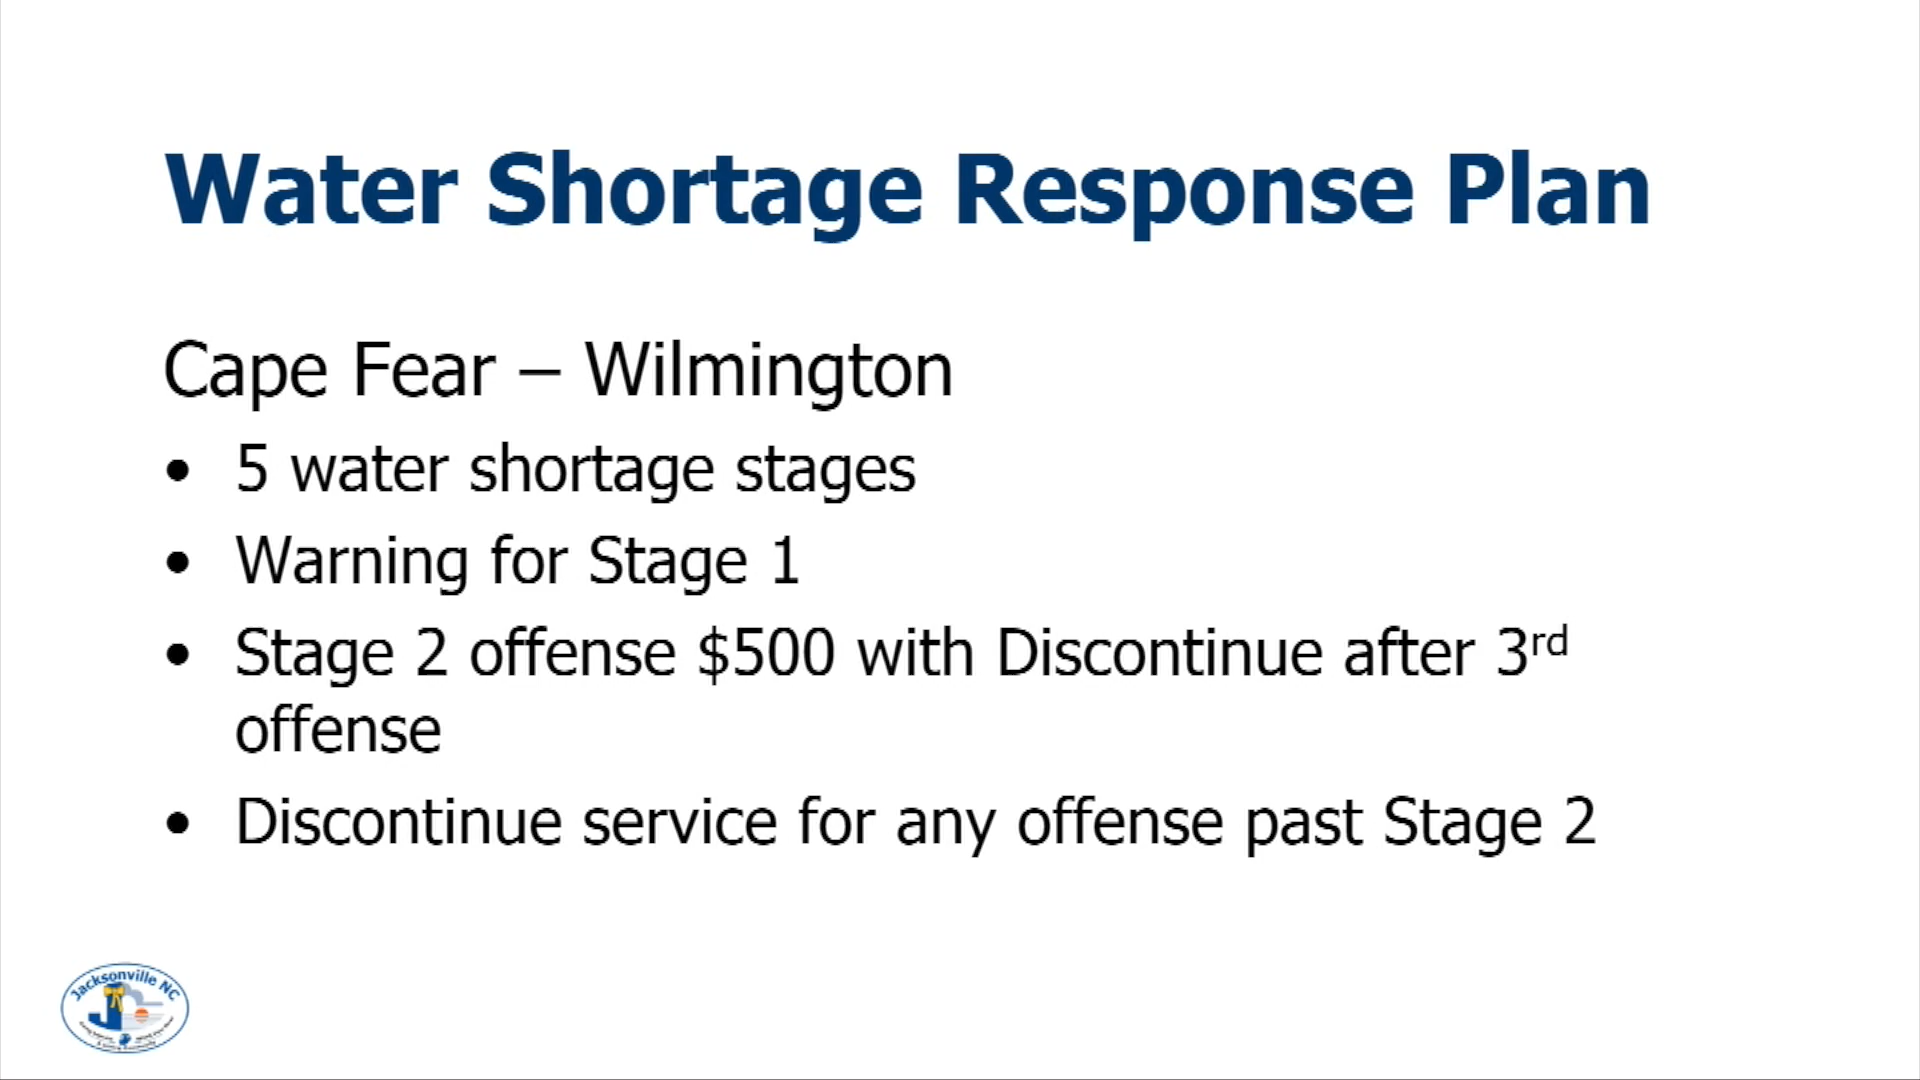 Water Shortage Response Plan
Cape Fear – Wilmington
• 5 water shortage stages
• Warning for Stage 1
• Stage 2 offense $500 with Discontinue after 3rd
offense
• Discontinue service for any offense past Stage 2
Jacksonville NC